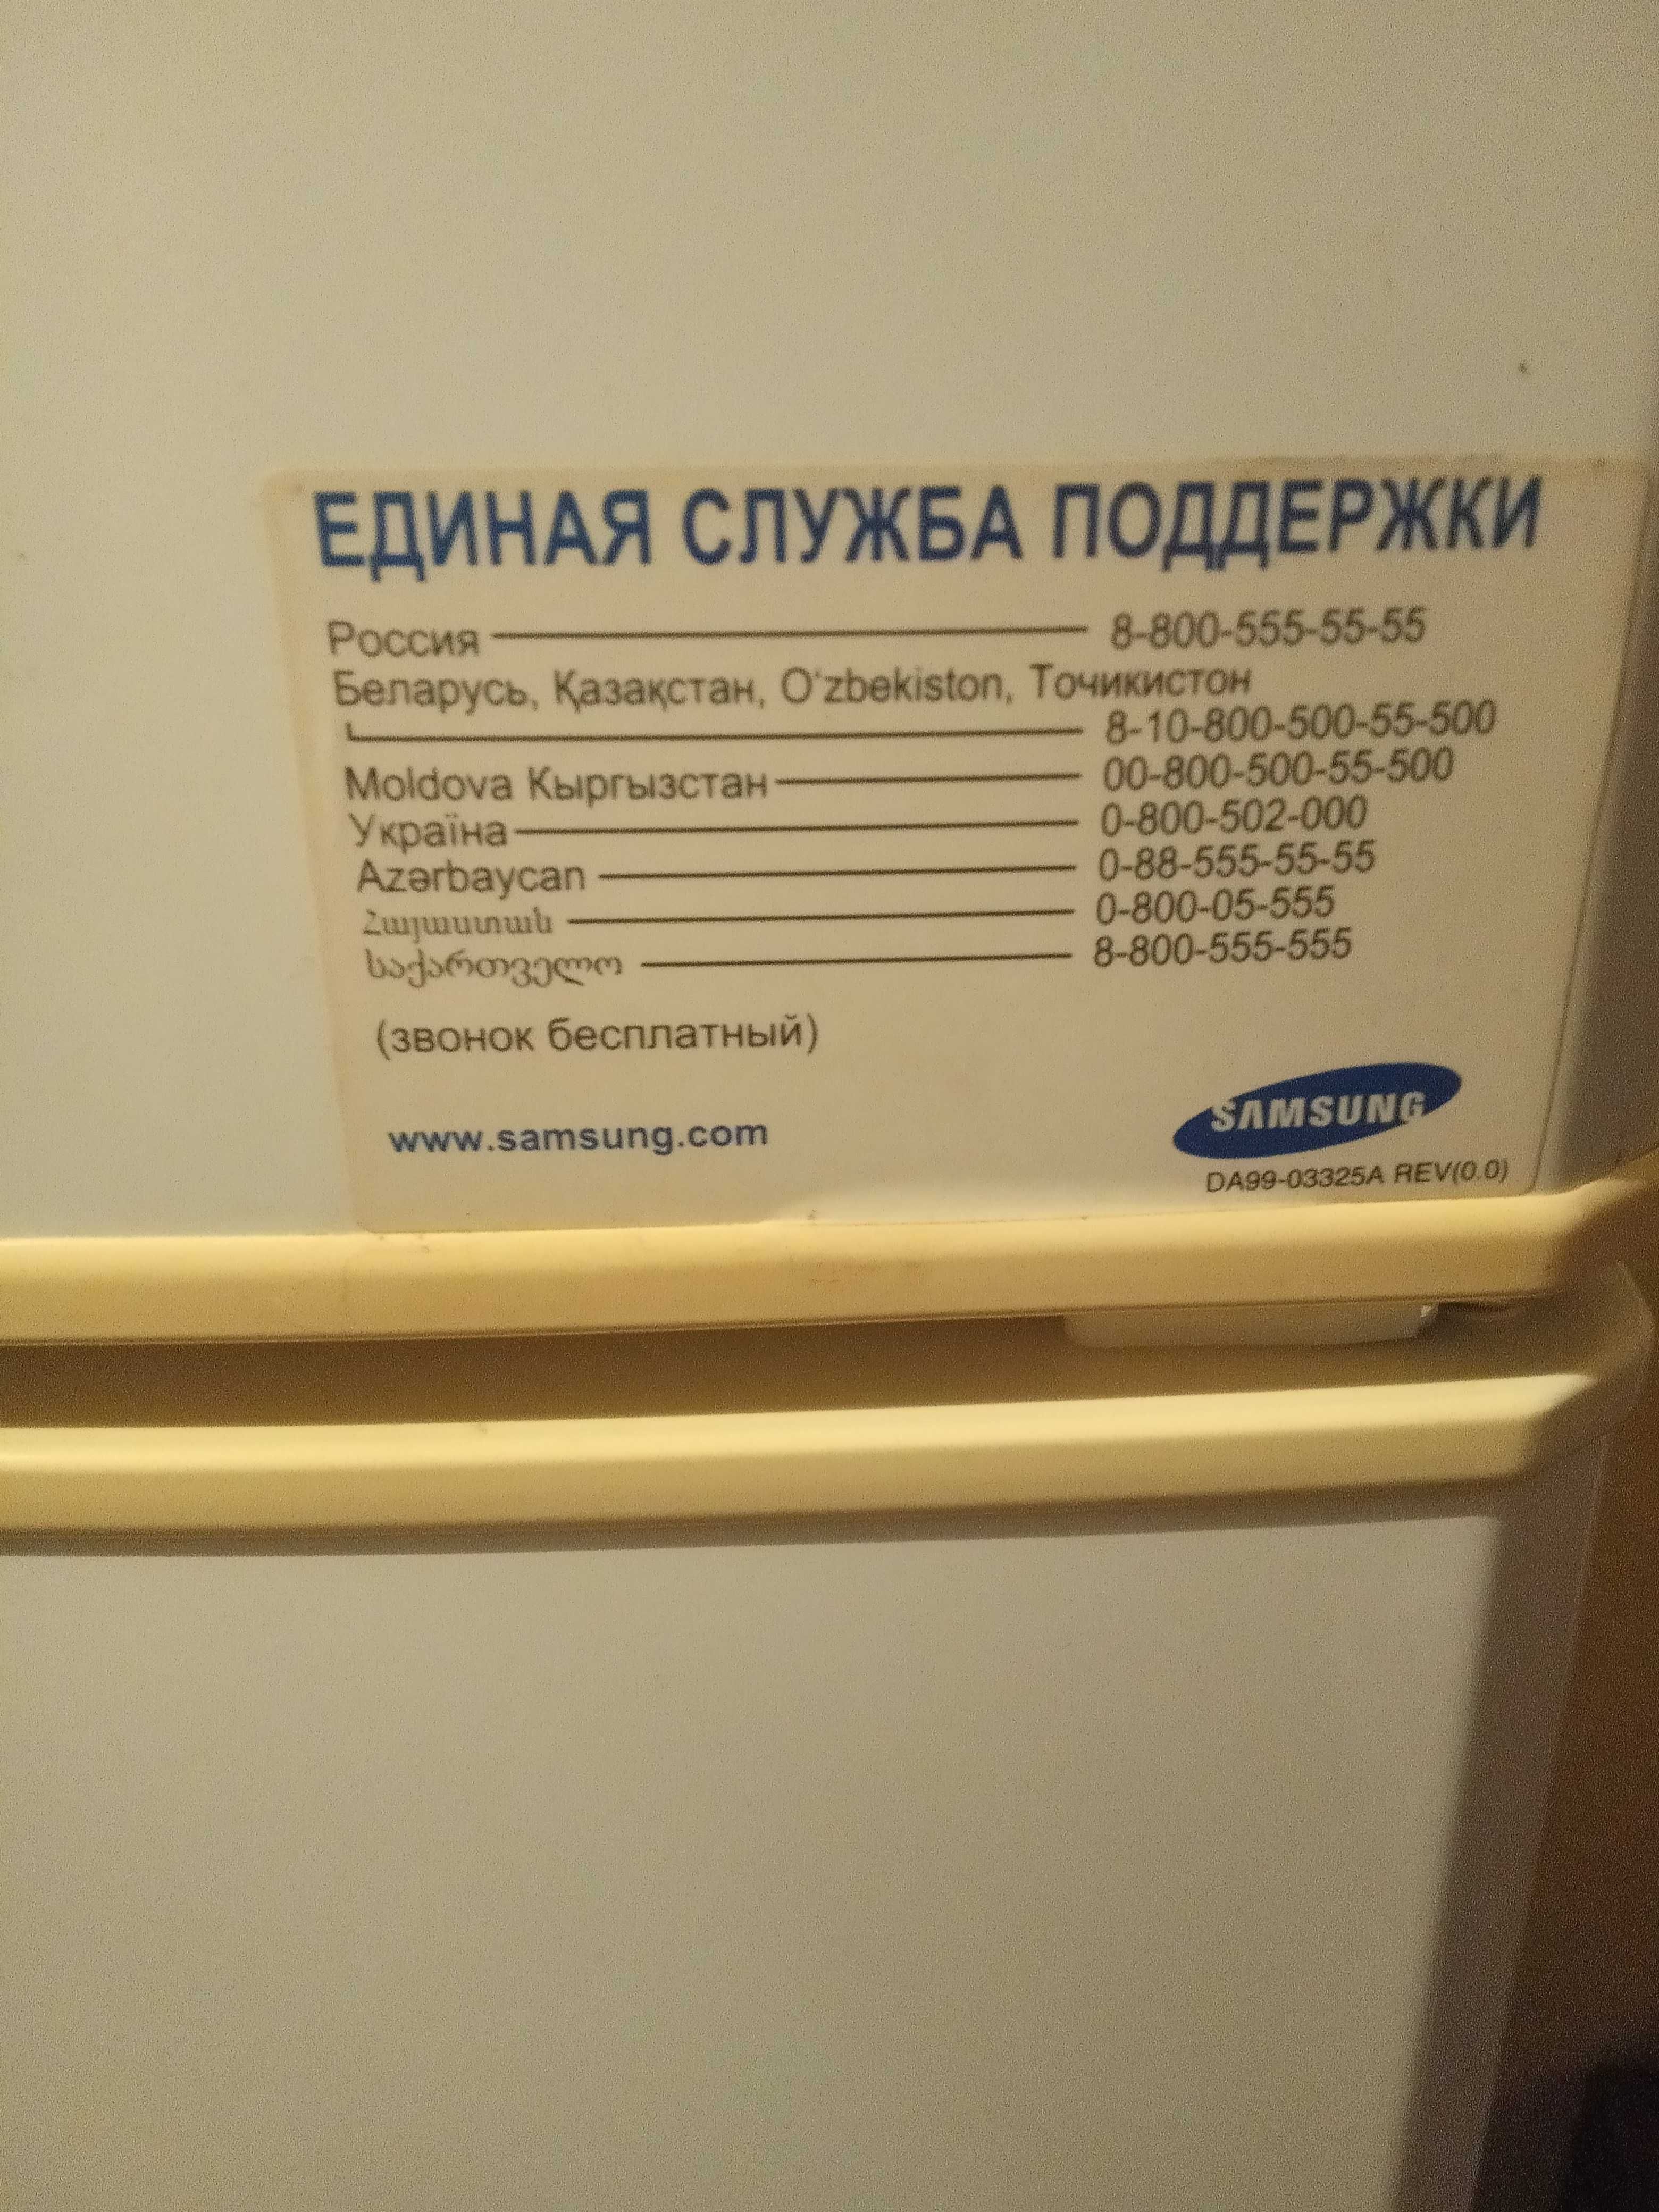 ЕДИНАЯ СЛУЖБА ПОДДЕРЖКИ
Россия 8-800-555-55-55
Беларусь, Қазақстан, O'zbekiston, Точикистон
8-10-800-500-55-500
Moldova Кыргызстан 00-800-500-55-500
Україна 0-800-502-000
Azərbaycan 0-88-555-55-55
Հայաստան 0-800-05-555
საქართველო 8-800-555-555
(звонок бесплатный)
www.samsung.com
SAMSUNG
DA99-03325A REV(0.0)